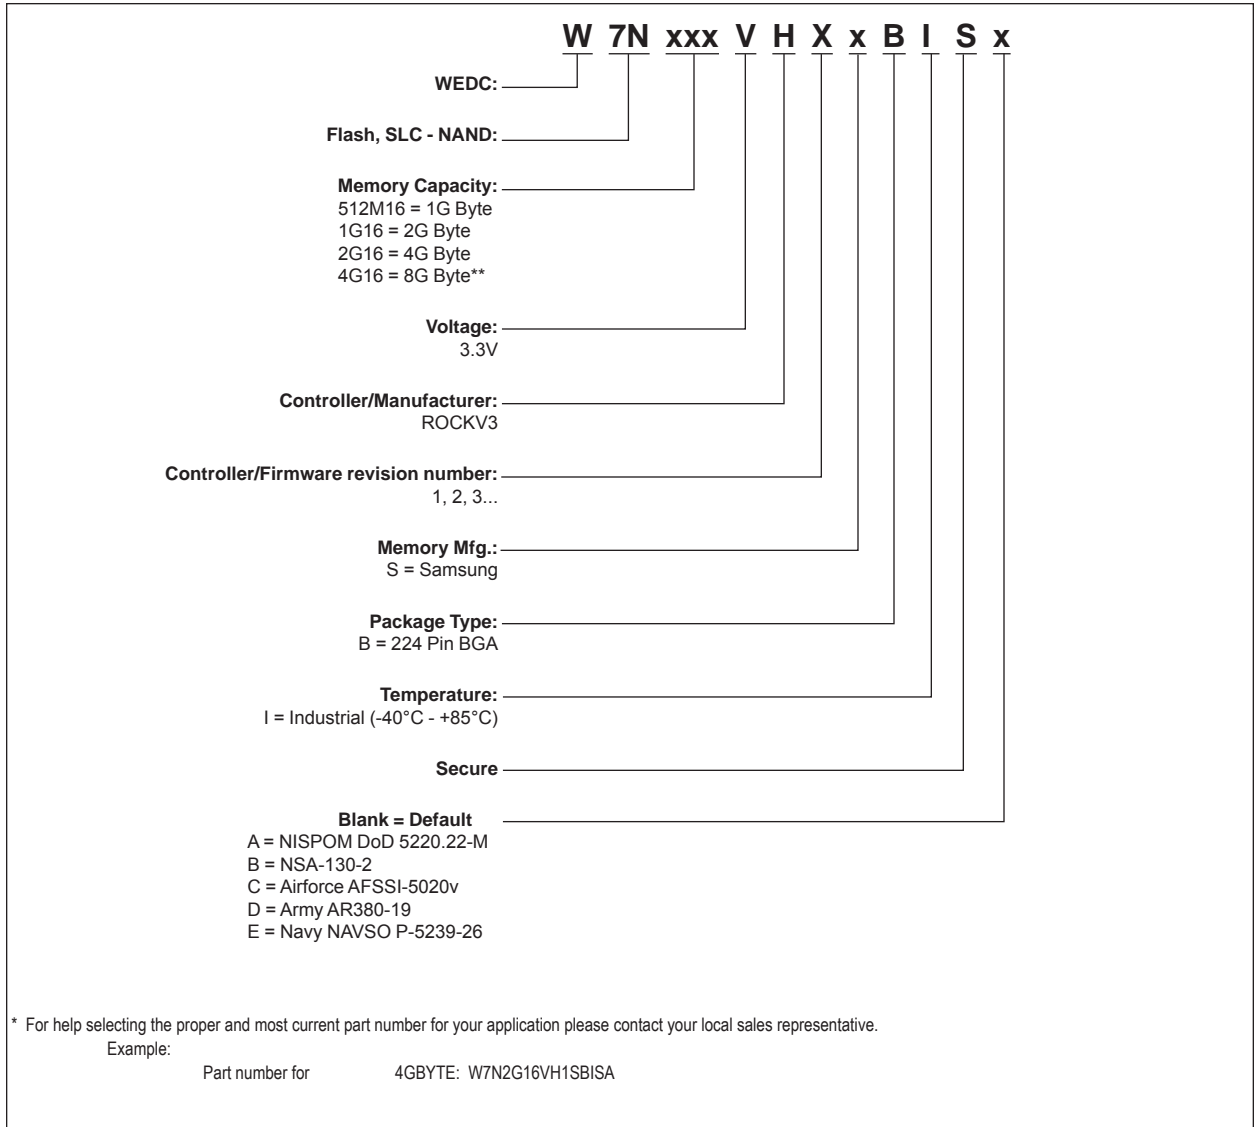 W 7N xxx V H X x B I S x
WEDC:
Flash, SLC - NAND:
Memory Capacity:
512M16 = 1G Byte
1G16 = 2G Byte
2G16 = 4G Byte
4G16 = 8G Byte**
Voltage:
3.3V
Controller/Manufacturer:
ROCKV3
Controller/Firmware revision number:
1, 2, 3...
Memory Mfg.:
S = Samsung
Package Type:
B = 224 Pin BGA
Temperature:
I = Industrial (-40°C - +85°C)
Secure
Blank = Default
A = NISPOM DoD 5220.22-M
B = NSA-130-2
C = Airforce AFSSI-5020v
D = Army AR380-19
E = Navy NAVSO P-5239-26
* For help selecting the proper and most current part number for your application please contact your local sales representative.
Example:
Part number for 4GBYTE: W7N2G16VH1SBISA